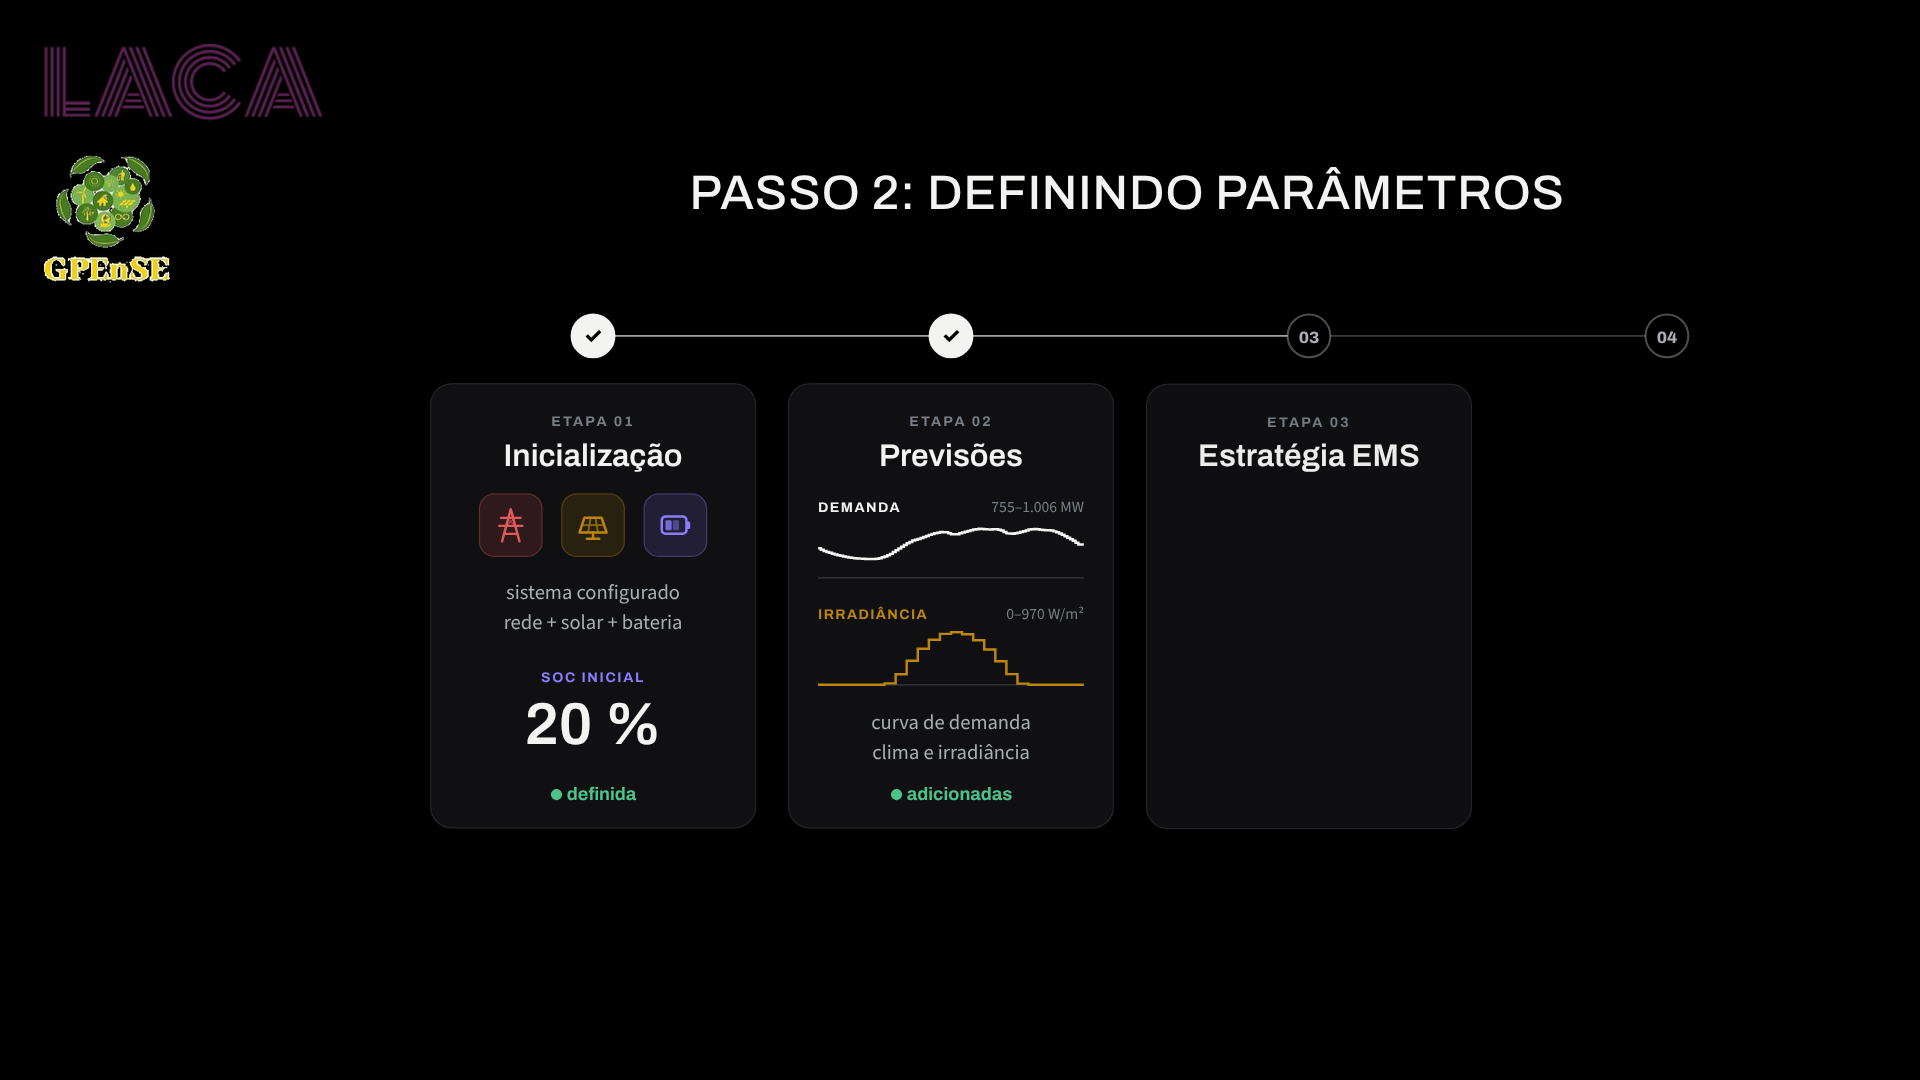 LACA
GPEnSE
PASSO 2: DEFININDO PARÂMETROS
03
04
ETAPA 01
Inicialização
sistema configurado
rede + solar + bateria
SOC INICIAL
20 %
definida
ETAPA 02
Previsões
DEMANDA 755–1.006 MW
IRRADIÂNCIA 0–970 W/m²
curva de demanda
clima e irradiância
adicionadas
ETAPA 03
Estratégia EMS